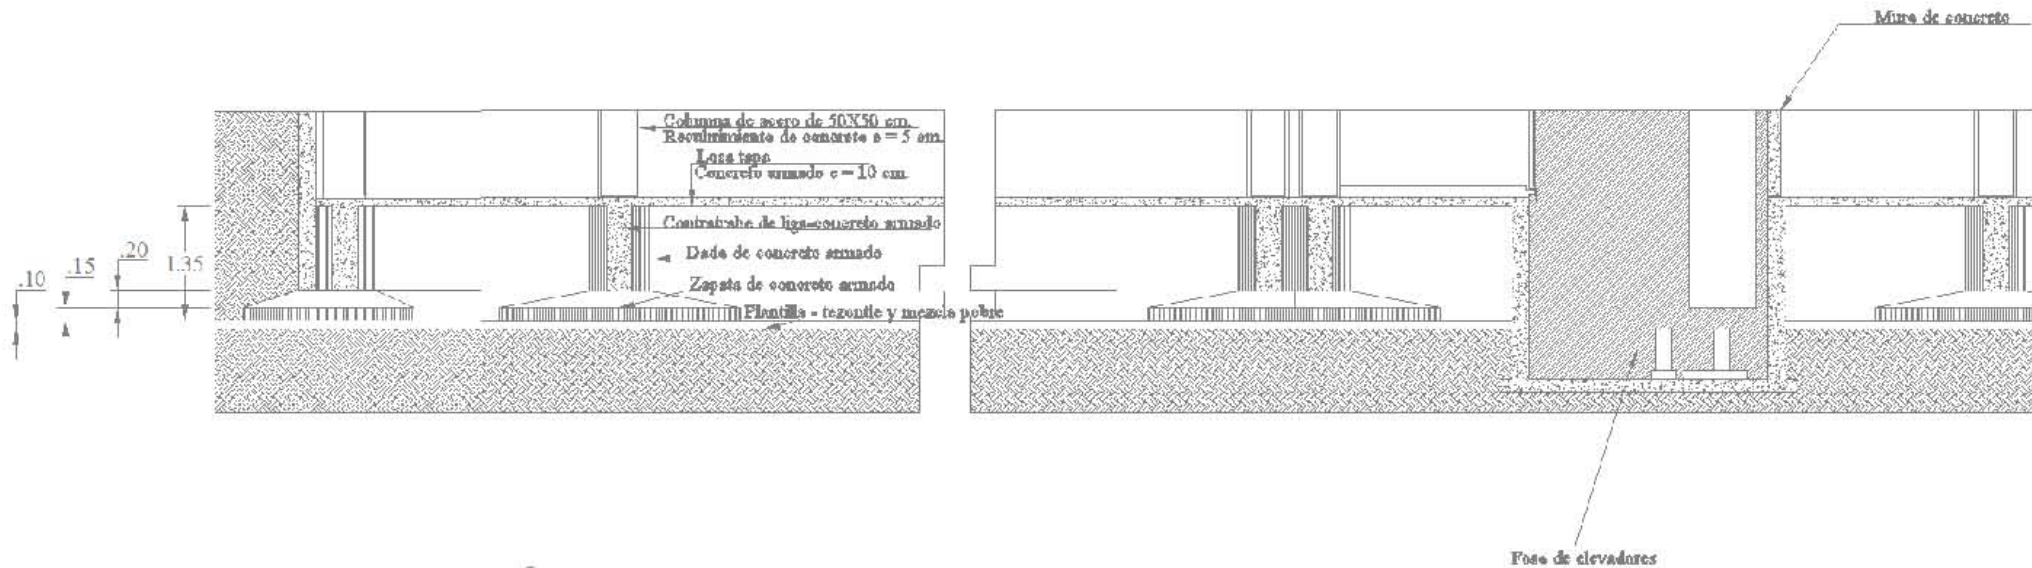 Muro de concreto
Columna de acero de 50X50 cm.
Recubrimiento de concreto e = 5 cm.
Losa tapa
Concreto armado e = 10 cm.
Contratrabe de liga-concreto armado
Dado de concreto armado
.20
.15
1.35
.10
Zapata de concreto armado
Plantilla - tezontle y mezcla pobre
Foso de elevadores